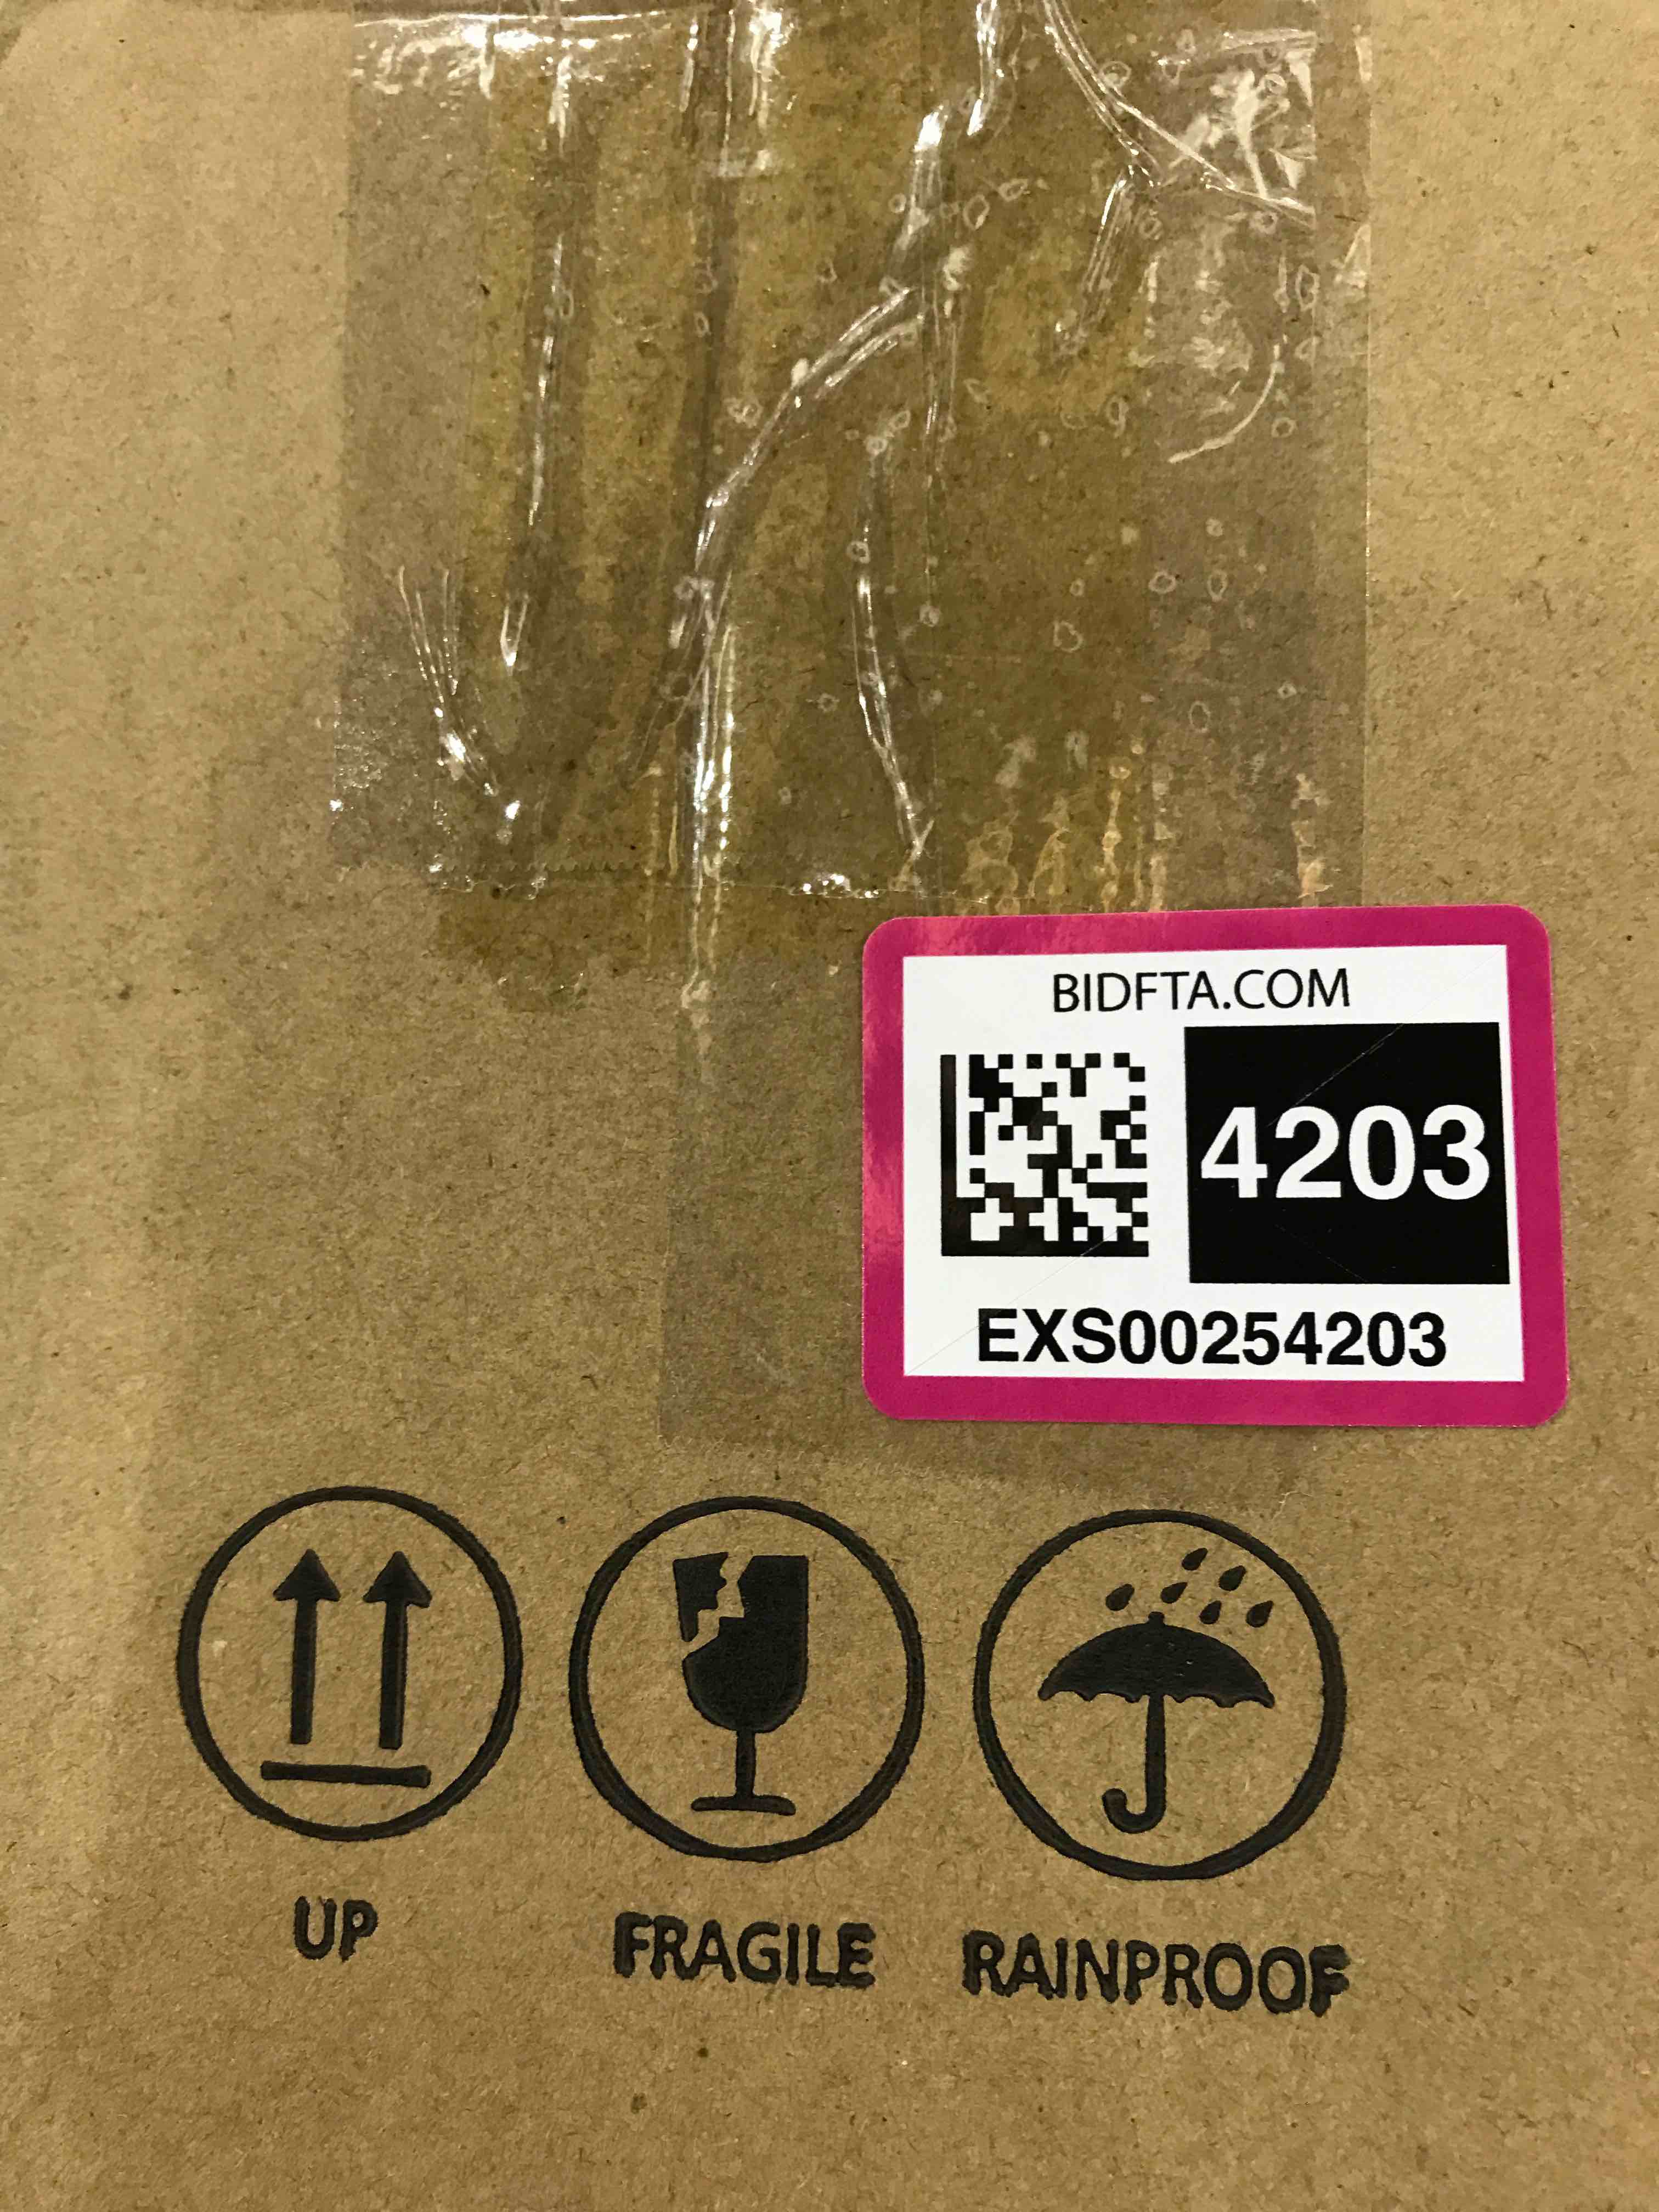 BIDFTA.COM
4203
EXS00254203
UP
FRAGILE
RAINPROOF